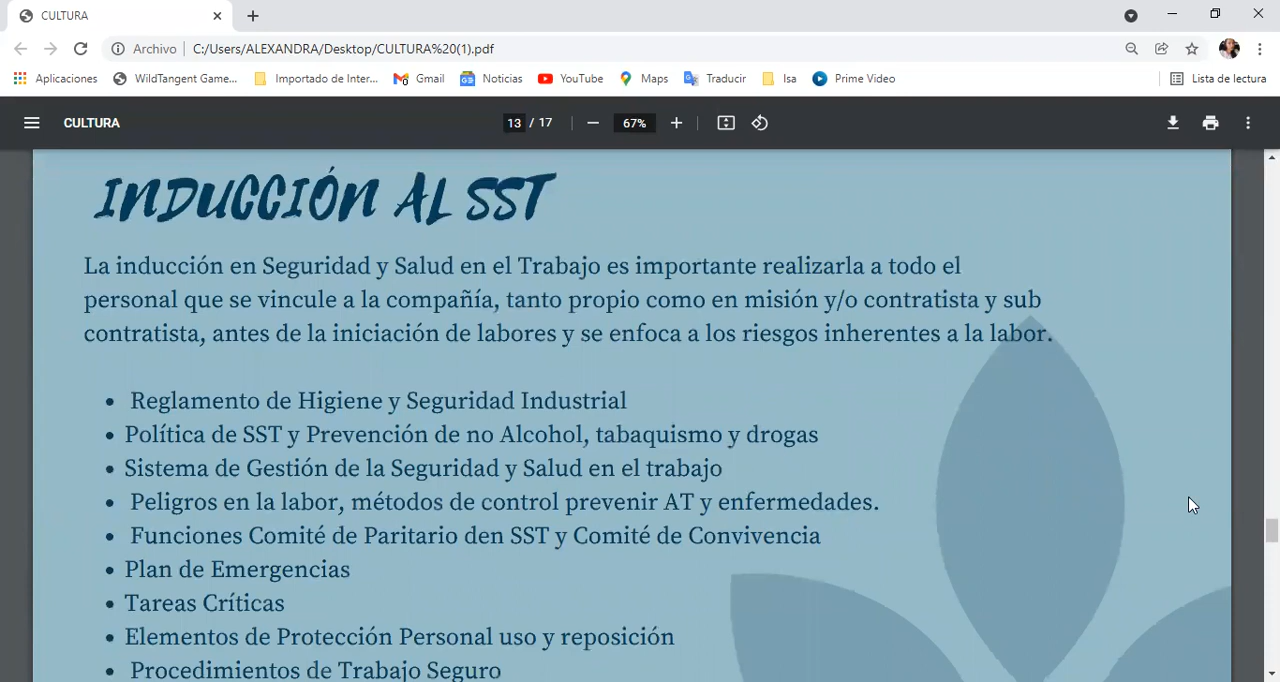 CULTURA
Archivo
C:/Users/ALEXANDRA/Desktop/CULTURA%20(1).pdf
Aplicaciones
WildTangent Game...
Importado de Inter...
Gmail
Noticias
YouTube
Maps
Traducir
Isa
Prime Video
Lista de lectura
CULTURA
13 / 17
67%
INDUCCIÓN AL SST
La inducción en Seguridad y Salud en el Trabajo es importante realizarla a todo el
personal que se vincule a la compañía, tanto propio como en misión y/o contratista y sub
contratista, antes de la iniciación de labores y se enfoca a los riesgos inherentes a la labor.
• Reglamento de Higiene y Seguridad Industrial
• Política de SST y Prevención de no Alcohol, tabaquismo y drogas
• Sistema de Gestión de la Seguridad y Salud en el trabajo
• Peligros en la labor, métodos de control prevenir AT y enfermedades.
• Funciones Comité de Paritario den SST y Comité de Convivencia
• Plan de Emergencias
• Tareas Críticas
• Elementos de Protección Personal uso y reposición
• Procedimientos de Trabajo Seguro